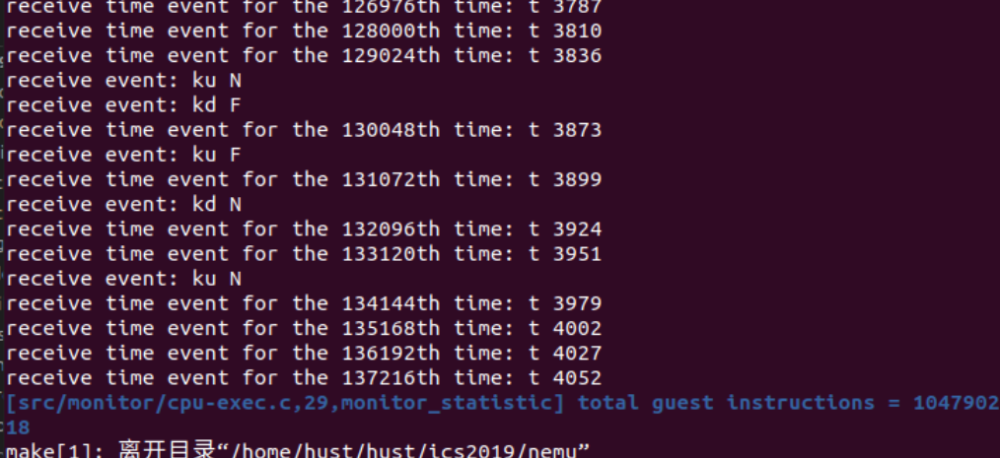 receive time event for the 126976th time: t 3787
receive time event for the 128000th time: t 3810
receive time event for the 129024th time: t 3836
receive event: ku N
receive event: kd F
receive time event for the 130048th time: t 3873
receive event: ku F
receive time event for the 131072th time: t 3899
receive event: kd N
receive time event for the 132096th time: t 3924
receive time event for the 133120th time: t 3951
receive event: ku N
receive time event for the 134144th time: t 3979
receive time event for the 135168th time: t 4002
receive time event for the 136192th time: t 4027
receive time event for the 137216th time: t 4052
[src/monitor/cpu-exec.c,29,monitor_statistic] total guest instructions = 1047902
18
make[1]: 离开目录“/home/hust/hust/ics2019/nemu”